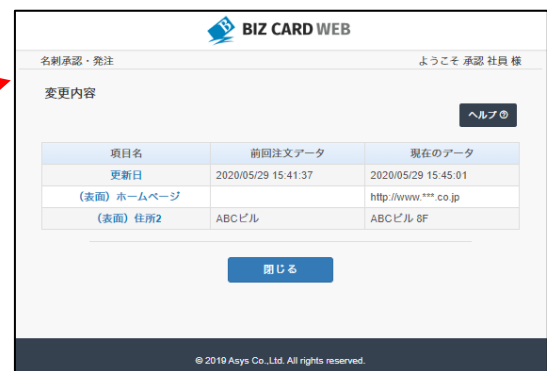 BIZ CARD WEB
名刺承認・発注 ようこそ 承認 社員 様
変更内容
ヘルプ
項目名 前回注文データ 現在のデータ
更新日 2020/05/29 15:41:37 2020/05/29 15:45:01
(表面) ホームページ http://www.***.co.jp
(表面) 住所2 ABCビル ABCビル 8F
閉じる
© 2019 Asys Co.,Ltd. All rights reserved.